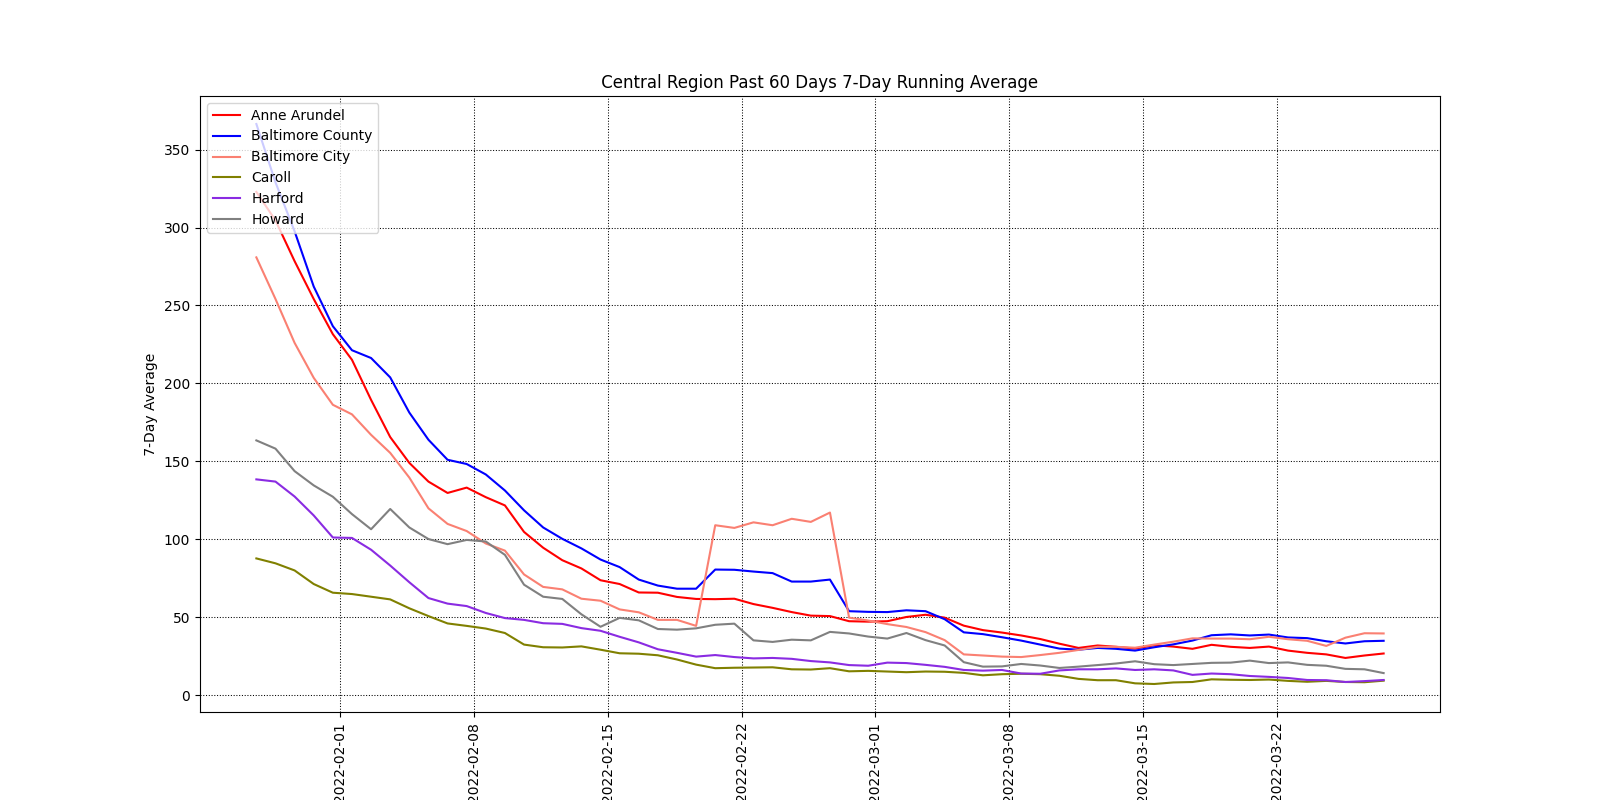 Central Region Past 60 Days 7-Day Running Average
Anne Arundel
Baltimore County
Baltimore City
Caroll
Harford
Howard
7-Day Average
350
300
250
200
150
100
50
0
2022-02-01
2022-02-08
2022-02-15
2022-02-22
2022-03-01
2022-03-08
2022-03-15
2022-03-22